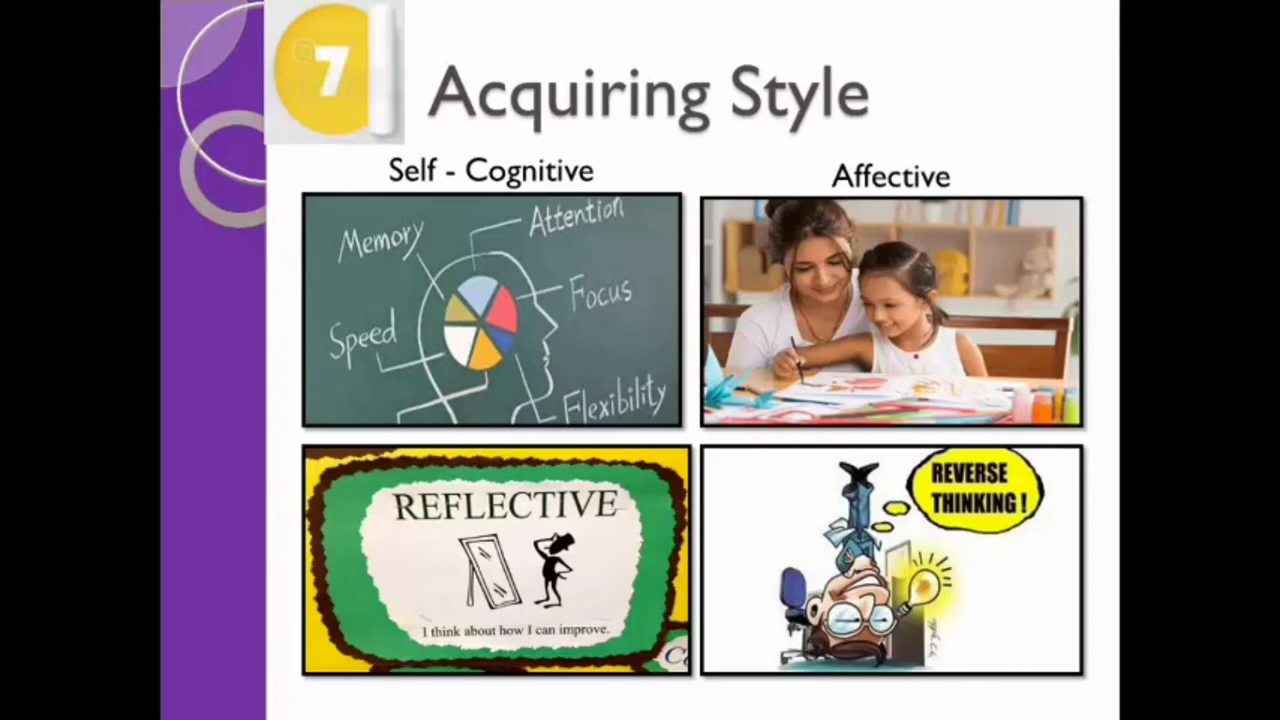 7
Acquiring Style
Self - Cognitive
Affective
Memory
Attention
Focus
Speed
Flexibility
REFLECTIVE
I think about how I can improve.
REVERSE
THINKING !